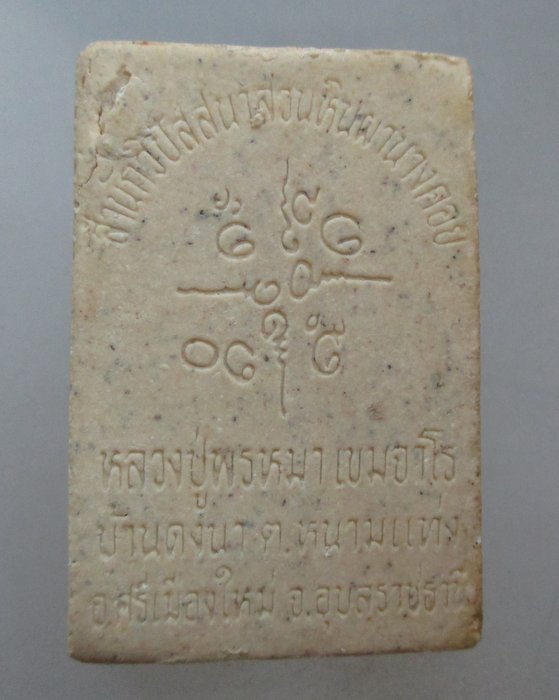 สำนักวิปัสสนาสวนหินผานางคอย
หลวงปู่พรหมา เขมจาโร
บ้านดงนา ต.หนามแท่ง
อ.ศรีเมืองใหม่ จ.อุบลราชธานี